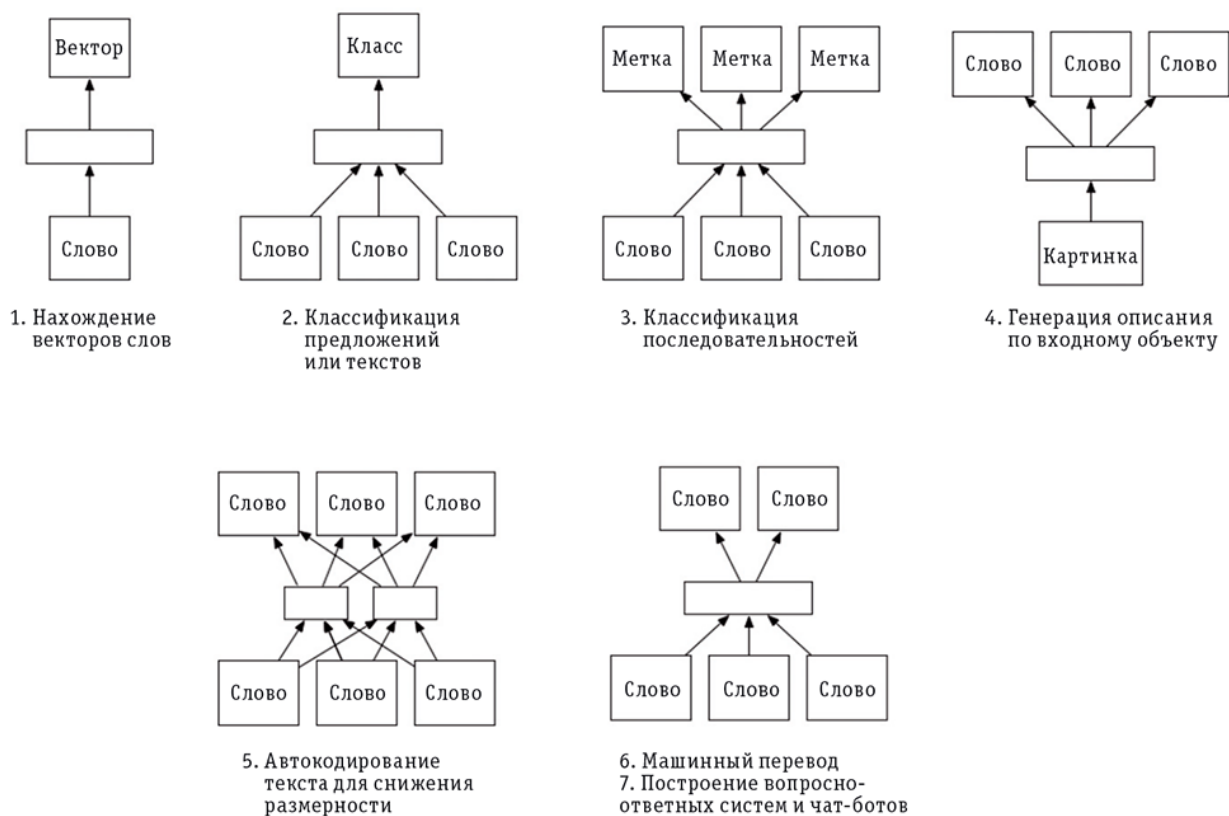 Вектор
Слово
1. Нахождение
векторов слов
Класс
Слово Слово Слово
2. Классификация
предложений
или текстов
Метка Метка Метка
Слово Слово Слово
3. Классификация
последовательностей
Слово Слово Слово
Картинка
4. Генерация описания
по входному объекту
Слово Слово Слово
Слово Слово Слово
5. Автокодирование
текста для снижения
размерности
Слово Слово
Слово Слово Слово
6. Машинный перевод
7. Построение вопросно-
ответных систем и чат-ботов